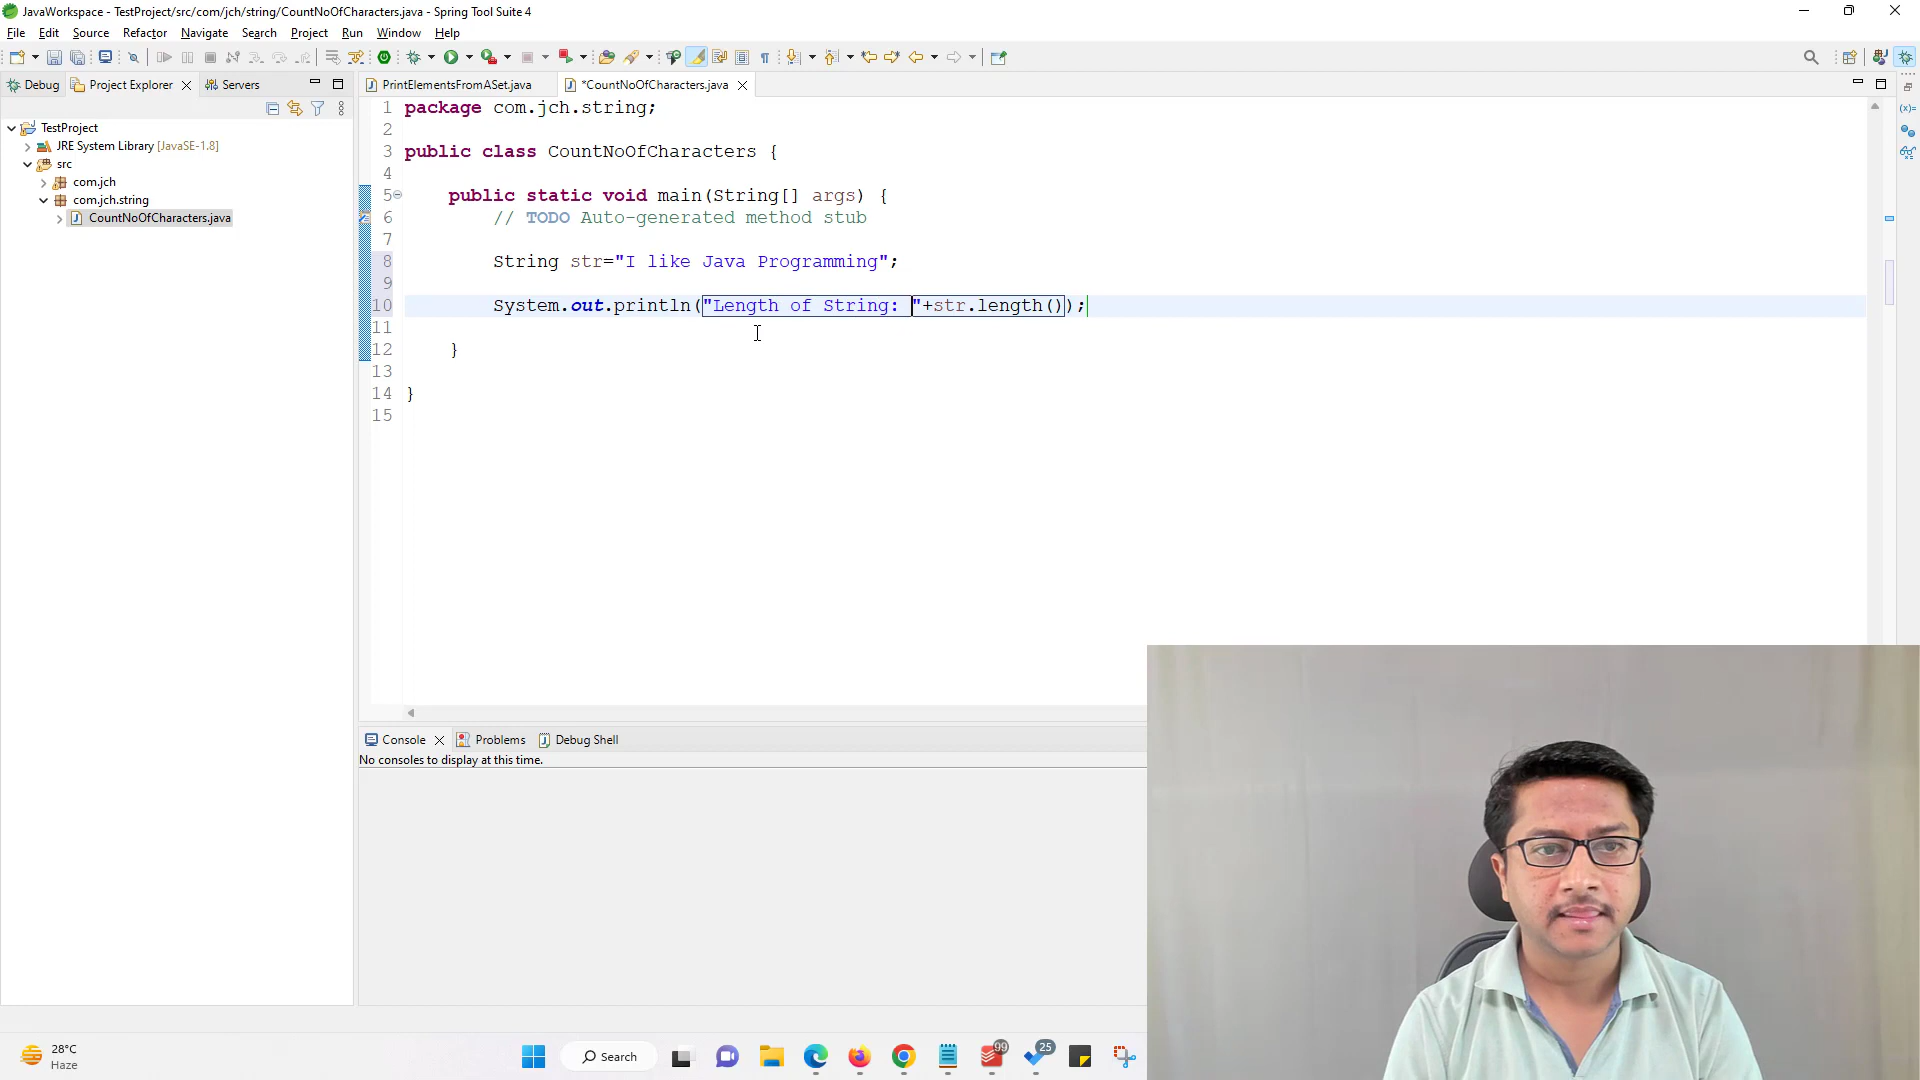 JavaWorkspace - TestProject/src/com/jch/string/CountNoOfCharacters.java - Spring Tool Suite 4
File Edit Source Refactor Navigate Search Project Run Window Help
Debug Project Explorer Servers
PrintElementsFromASet.java *CountNoOfCharacters.java
TestProject
JRE System Library [JavaSE-1.8]
src
com.jch
com.jch.string
CountNoOfCharacters.java
1 package com.jch.string;
2
3 public class CountNoOfCharacters {
4
5 public static void main(String[] args) {
6 // TODO Auto-generated method stub
7
8 String str="I like Java Programming";
9
10 System.out.println("Length of String: "+str.length());
11
12 }
13
14 }
15
Console Problems Debug Shell
No consoles to display at this time.
28°C
Haze
Search
99
25